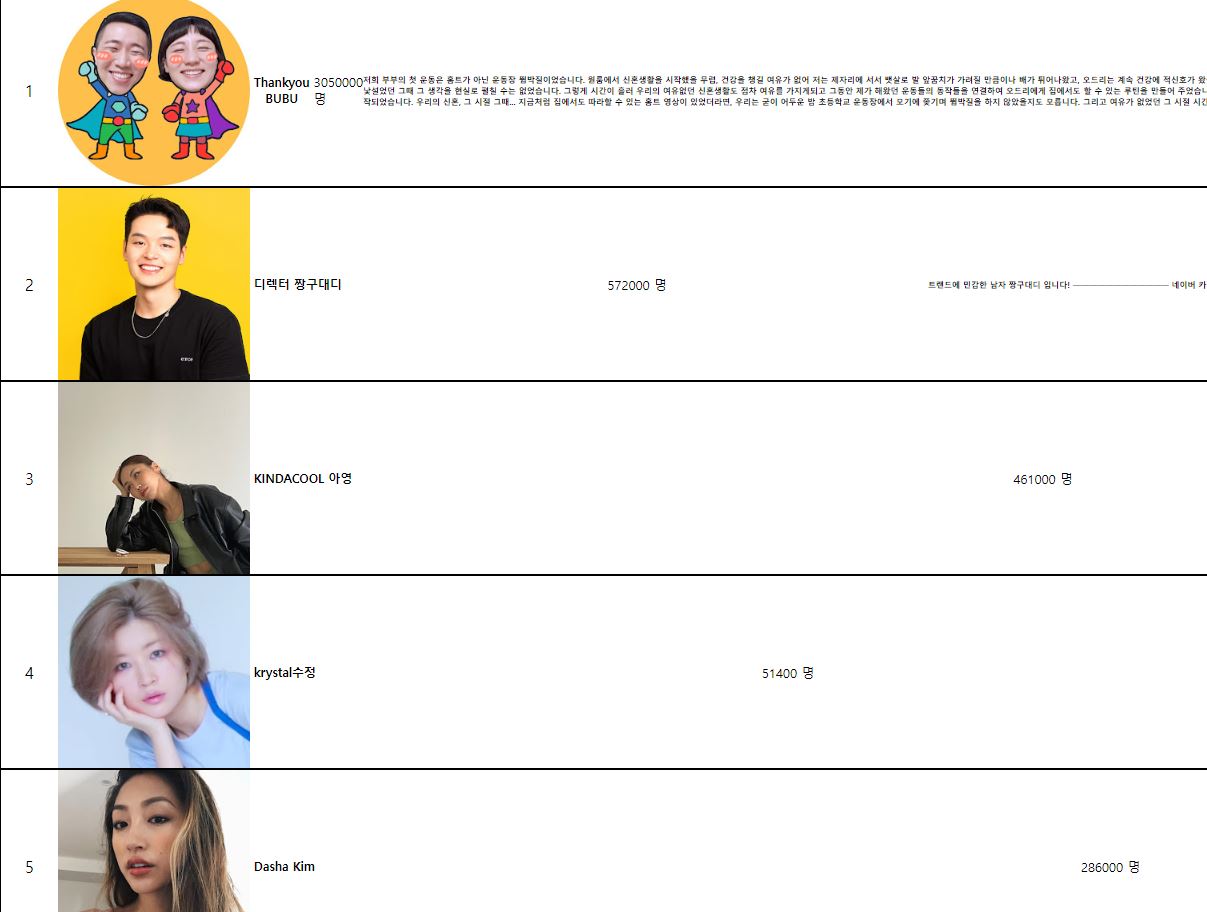 1
Thankyou
BUBU
3050000
명
저희 부부의 첫 운동은 홈트가 아닌 운동장 뜀박질이었습니다. 원룸에서 신혼생활을 시작했을 무렵, 건강을 챙길 여유가 없어 저는 제자리에 서서 뱃살로 발 앞꿈치가 가려질 만큼이나 배가 튀어나왔고, 오드리는 계속 건강에 적신호가 왔
낯설었던 그때 그 생각을 현실로 펼칠 수는 없었습니다. 그렇게 시간이 흘러 우리의 여유없던 신혼생활도 점차 여유를 가지게되고 그동안 제가 해왔던 운동들의 동작들을 연결하여 오드리에게 집에서도 할 수 있는 루틴을 만들어 주었습니
작되었습니다. 우리의 신혼, 그 시절 그때... 지금처럼 집에서도 따라할 수 있는 홈트 영상이 있었더라면, 우리는 굳이 어두운 밤 초등학교 운동장에서 모기에 쫓기며 뜀박질을 하지 않았을지도 모릅니다. 그리고 여유가 없었던 그 시절 시간
2
디렉터 짱구대디
572000 명
트랜드에 민감한 남자 짱구대디 입니다! ──────────────── 네이버 카
3
KINDACOOL 아영
461000 명
4
krystal수정
51400 명
5
Dasha Kim
286000 명